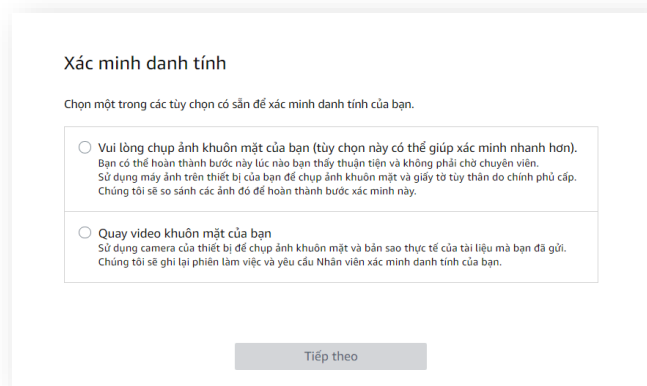 Xác minh danh tính
Chọn một trong các tùy chọn có sẵn để xác minh danh tính của bạn.
Vui lòng chụp ảnh khuôn mặt của bạn (tùy chọn này có thể giúp xác minh nhanh hơn).
Bạn có thể hoàn thành bước này lúc nào bạn thấy thuận tiện và không phải chờ chuyên viên.
Sử dụng máy ảnh trên thiết bị của bạn để chụp ảnh khuôn mặt và giấy tờ tùy thân do chính phủ cấp.
Chúng tôi sẽ so sánh các ảnh đó để hoàn thành bước xác minh này.
Quay video khuôn mặt của bạn
Sử dụng camera của thiết bị để chụp ảnh khuôn mặt và bản sao thực tế của tài liệu mà bạn đã gửi.
Chúng tôi sẽ ghi lại phiên làm việc và yêu cầu Nhân viên xác minh danh tính của bạn.
Tiếp theo